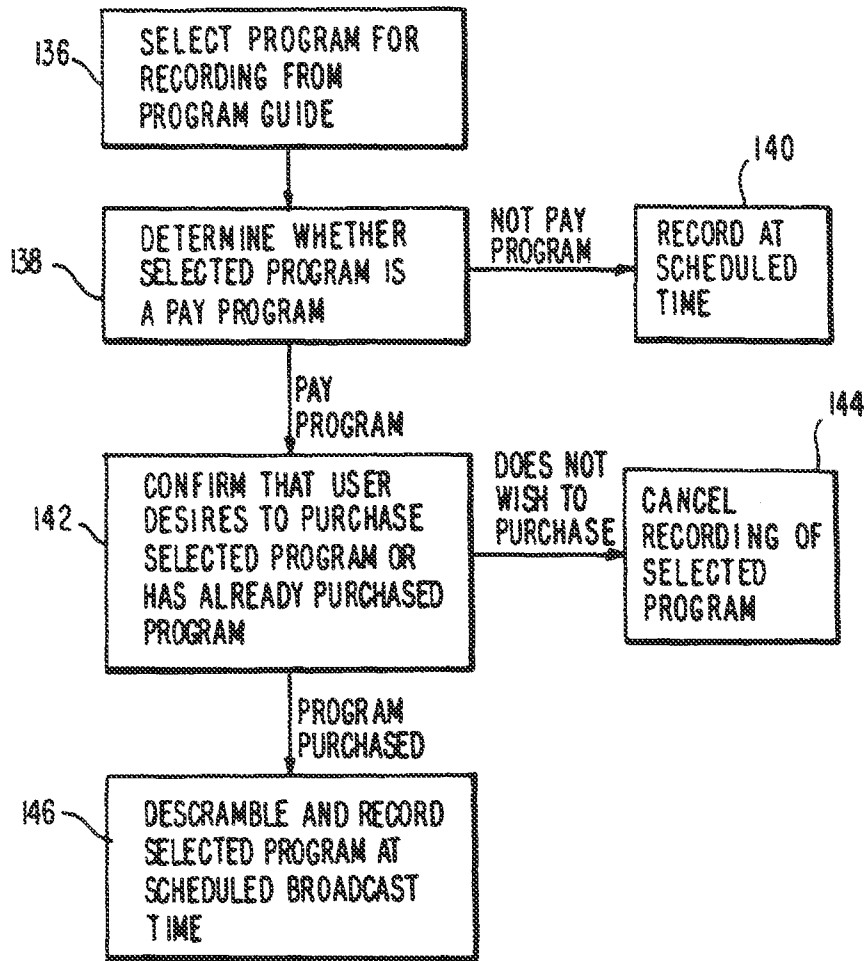 136
SELECT PROGRAM FOR
RECORDING FROM
PROGRAM GUIDE
138
DETERMINE WHETHER
SELECTED PROGRAM IS
A PAY PROGRAM
NOT PAY
PROGRAM
140
RECORD AT
SCHEDULED
TIME
PAY
PROGRAM
142
CONFIRM THAT USER
DESIRES TO PURCHASE
SELECTED PROGRAM OR
HAS ALREADY PURCHASED
PROGRAM
DOES NOT
WISH TO
PURCHASE
144
CANCEL
RECORDING OF
SELECTED
PROGRAM
PROGRAM
PURCHASED
146
DESCRAMBLE AND RECORD
SELECTED PROGRAM AT
SCHEDULED BROADCAST
TIME